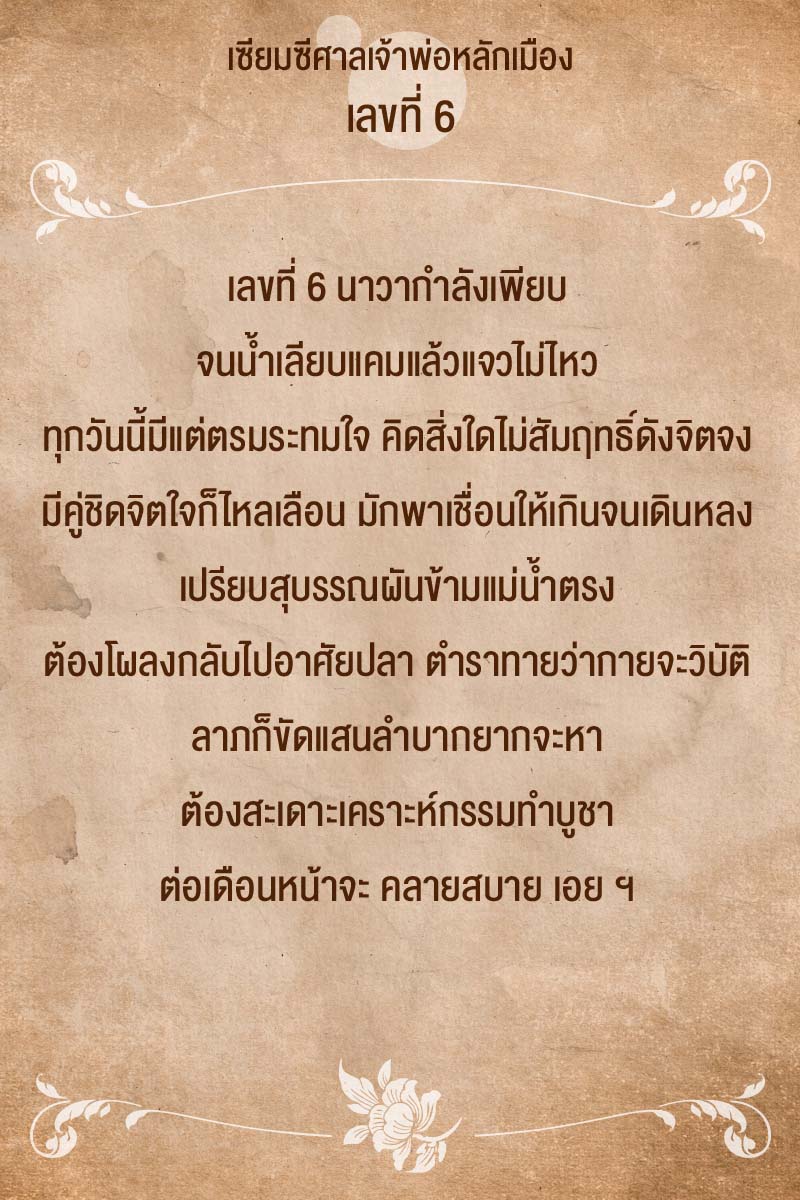 เซียมซีศาลเจ้าพ่อหลักเมือง
เลขที่ 6
เลขที่ 6 นาวากำลังเพียบ
จนน้ำเลียบแคมแล้วแจวไม่ไหว
ทุกวันนี้มีแต่ตรมระทมใจ คิดสิ่งใดไม่สัมฤทธิ์ดังจิตจง
มีคู่ชิดจิตใจก็ไหลเลือน มักพาเชื่อนให้เกินจนเดินหลง
เปรียบสุบรรณผันข้ามแม่น้ำตรง
ต้องโผลงกลับไปอาศัยปลา ตำราทายว่ากายจะวิบัติ
ลาภก็ขัดแสนลำบากยากจะหา
ต้องสะเดาะเคราะห์กรรมทำบูชา
ต่อเดือนหน้าจะ คลายสบาย เอย ฯ